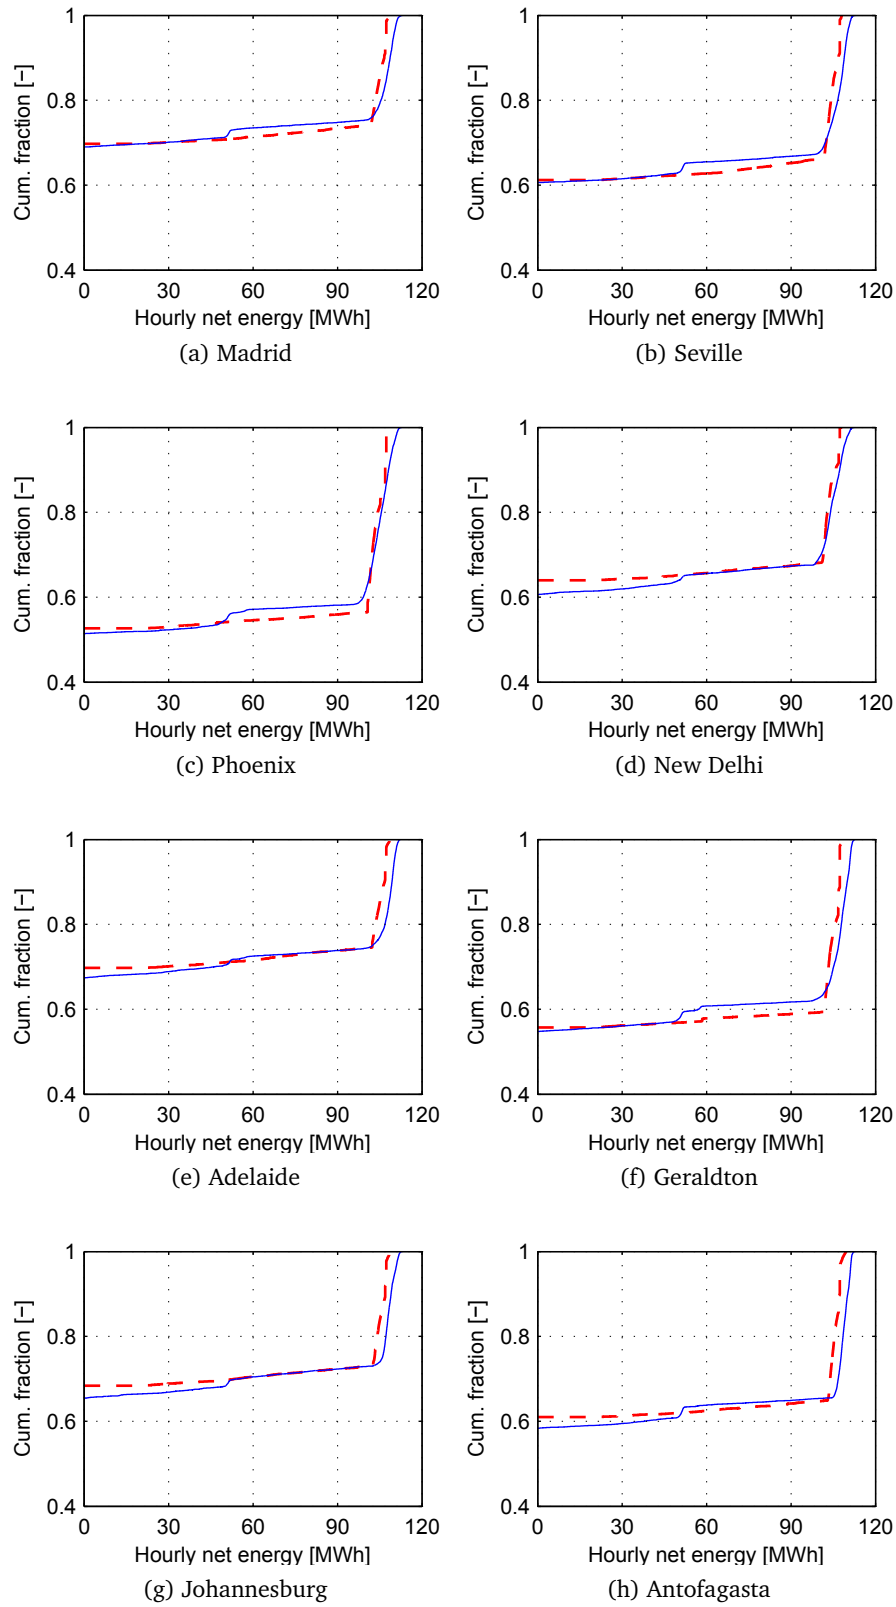 1
0.8
0.6
0.4
Cum. fraction [−]
0 30 60 90 120
Hourly net energy [MWh]
(a) Madrid
1
0.8
0.6
0.4
Cum. fraction [−]
0 30 60 90 120
Hourly net energy [MWh]
(b) Seville
1
0.8
0.6
0.4
Cum. fraction [−]
0 30 60 90 120
Hourly net energy [MWh]
(c) Phoenix
1
0.8
0.6
0.4
Cum. fraction [−]
0 30 60 90 120
Hourly net energy [MWh]
(d) New Delhi
1
0.8
0.6
0.4
Cum. fraction [−]
0 30 60 90 120
Hourly net energy [MWh]
(e) Adelaide
1
0.8
0.6
0.4
Cum. fraction [−]
0 30 60 90 120
Hourly net energy [MWh]
(f) Geraldton
1
0.8
0.6
0.4
Cum. fraction [−]
0 30 60 90 120
Hourly net energy [MWh]
(g) Johannesburg
1
0.8
0.6
0.4
Cum. fraction [−]
0 30 60 90 120
Hourly net energy [MWh]
(h) Antofagasta